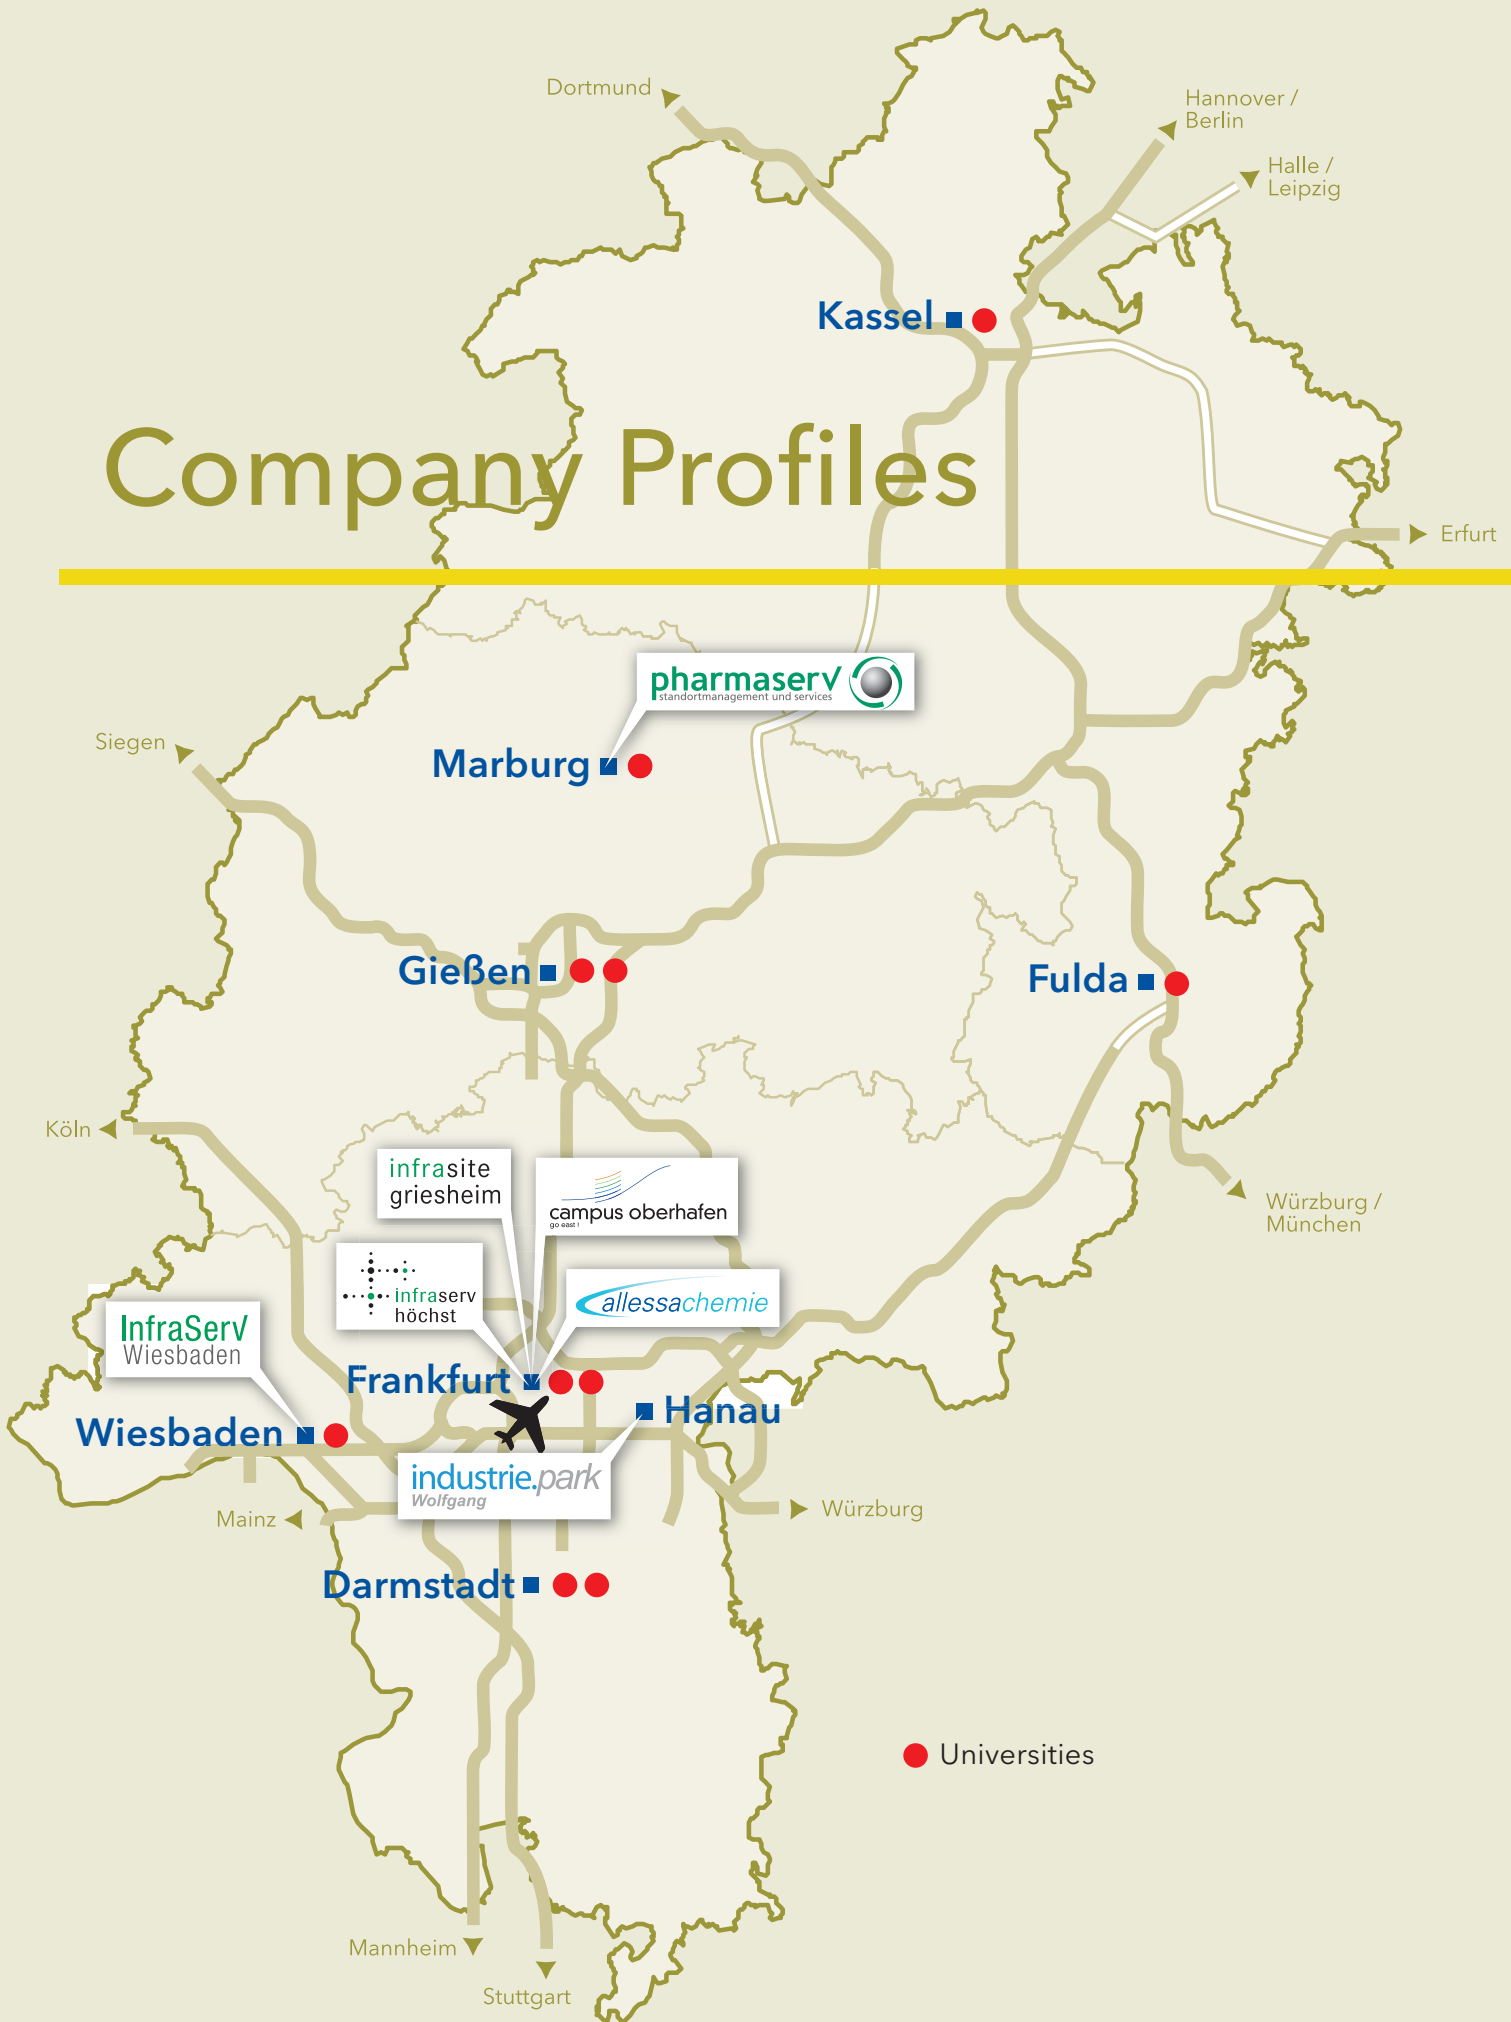 Dortmund
Hannover /
Berlin
Halle /
Leipzig
Kassel
Company Profiles
Erfurt
pharmaserv
standortmanagement und services
Siegen
Marburg
Gießen
Fulda
Köln
infrasite
griesheim
campus oberhafen
go east !
Würzburg /
München
infraserv
höchst
allessachemie
InfraServ
Wiesbaden
Frankfurt
Hanau
Wiesbaden
industrie.park
Wolfgang
Mainz
Würzburg
Darmstadt
Universities
Mannheim
Stuttgart